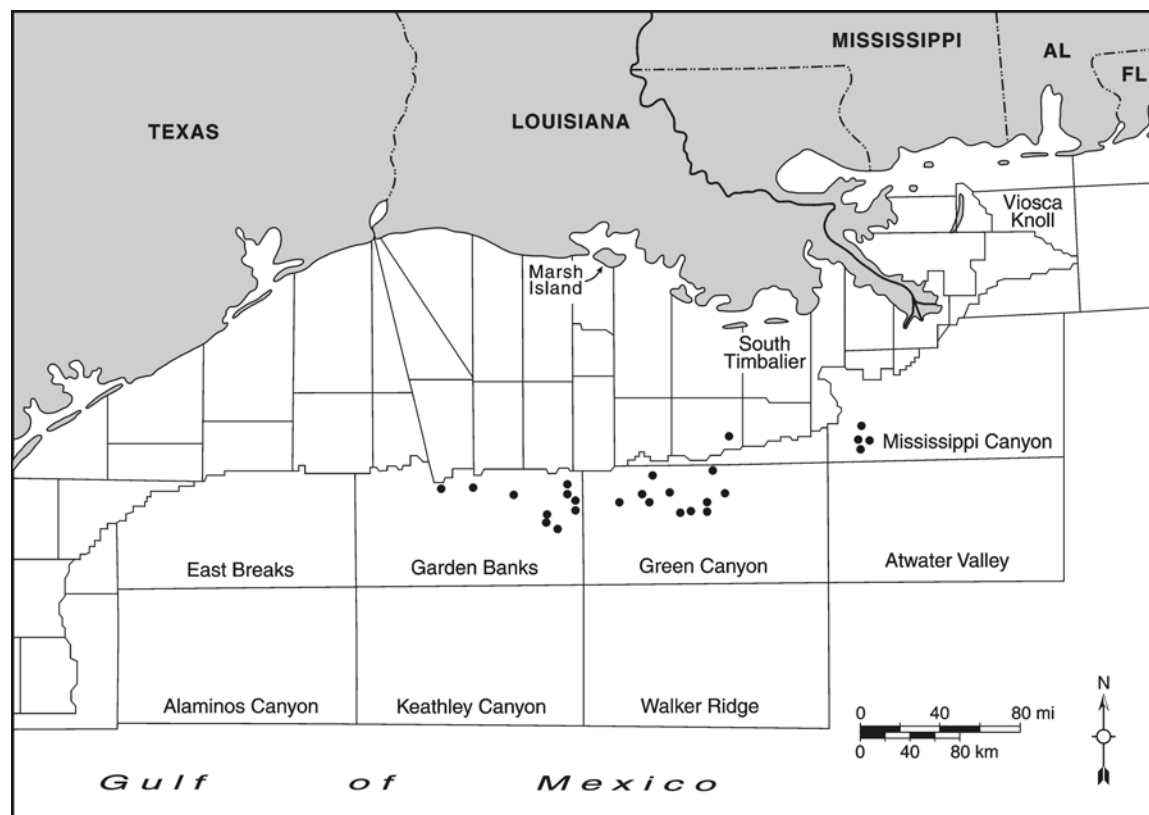 MISSISSIPPI
AL
FL
TEXAS
LOUISIANA
Viosca
Knoll
Marsh
Island
South
Timbalier
Mississippi Canyon
East Breaks
Garden Banks
Green Canyon
Atwater Valley
Alaminos Canyon
Keathley Canyon
Walker Ridge
N
0 40 80 mi
0 40 80 km
Gulf of Mexico